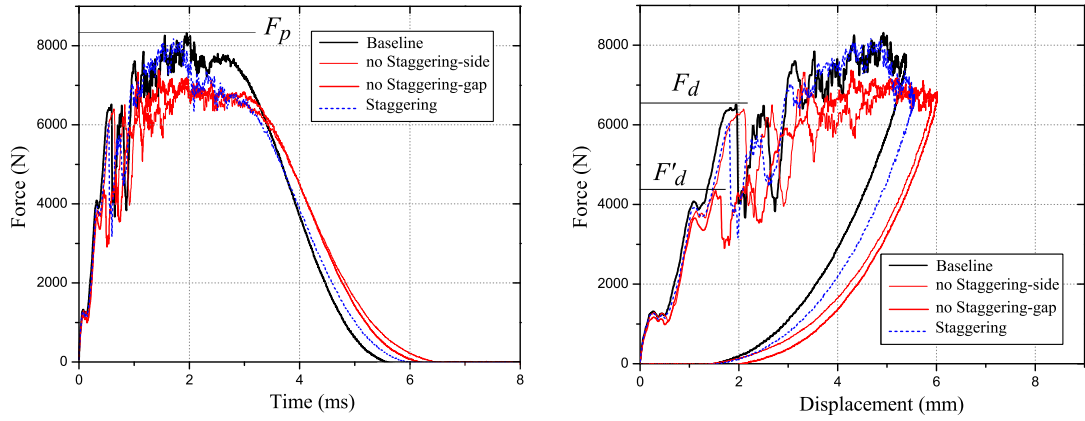 F_p
8000
6000
4000
2000
0
Force (N)
Baseline
no Staggering-side
no Staggering-gap
Staggering
0 2 4 6 8
Time (ms)
F_d
F'_d
8000
6000
4000
2000
0
Force (N)
Baseline
no Staggering-side
no Staggering-gap
Staggering
0 2 4 6 8
Displacement (mm)